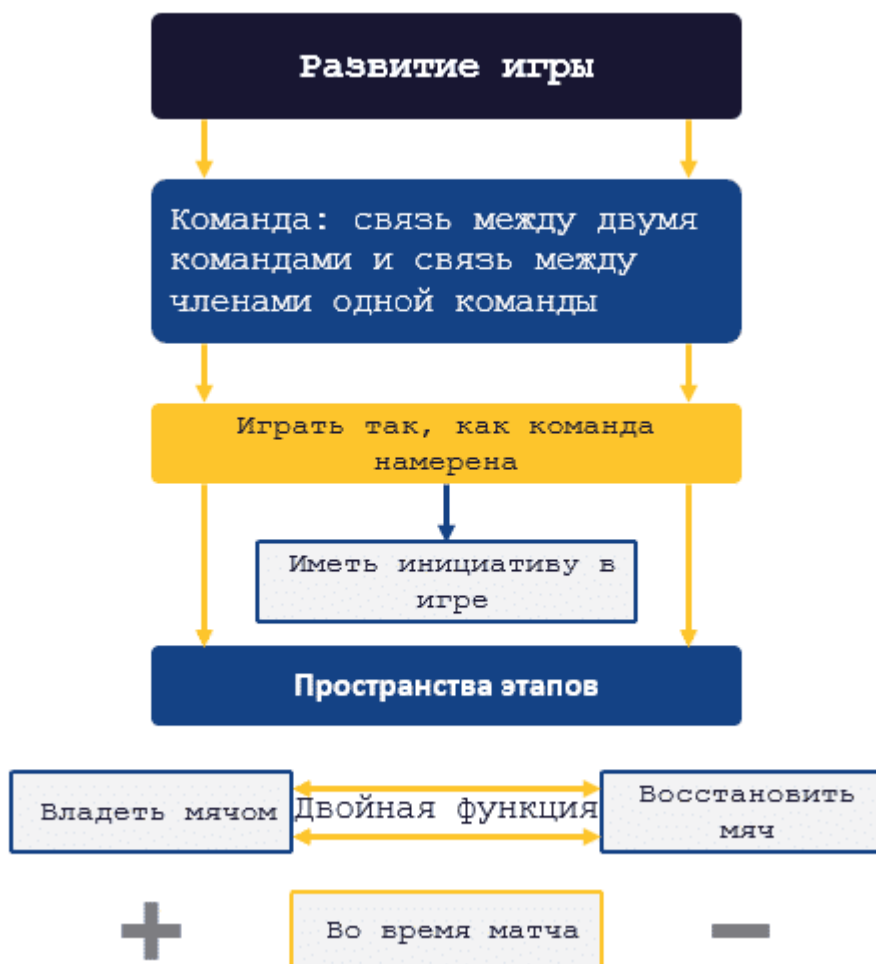 Развитие игры
Команда: связь между двумя
командами и связь между
членами одной команды
Играть так, как команда
намерена
Иметь инициативу в
игре
Пространства этапов
Владеть мячом
Двойная функция
Восстановить
мяч
Во время матча